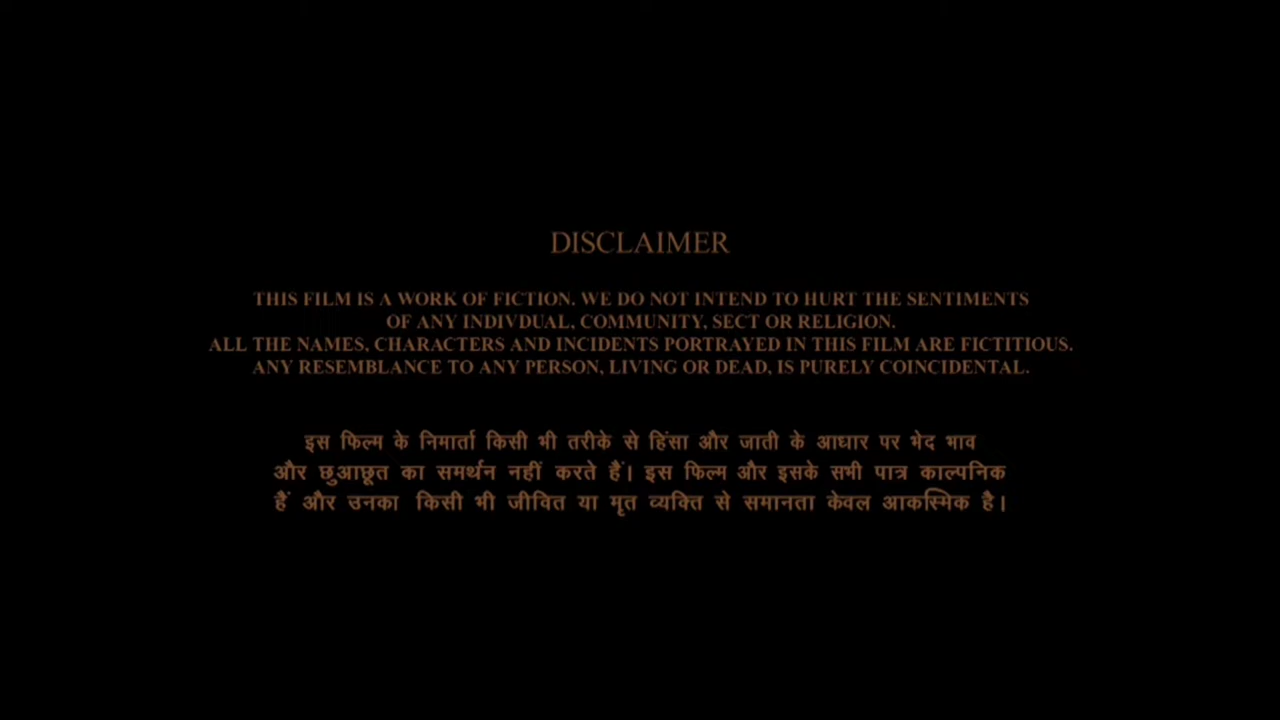 DISCLAIMER
THIS FILM IS A WORK OF FICTION. WE DO NOT INTEND TO HURT THE SENTIMENTS
OF ANY INDIVDUAL, COMMUNITY, SECT OR RELIGION.
ALL THE NAMES, CHARACTERS AND INCIDENTS PORTRAYED IN THIS FILM ARE FICTITIOUS.
ANY RESEMBLANCE TO ANY PERSON, LIVING OR DEAD, IS PURELY COINCIDENTAL.
इस फिल्म के निमार्ता किसी भी तरीके से हिंसा और जाती के आधार पर भेद भाव
और छुआछूत का समर्थन नहीं करते हैं। इस फिल्म और इसके सभी पात्र काल्पनिक
हैं और उनका किसी भी जीवित या मृत व्यक्ति से समानता केवल आकस्मिक है।